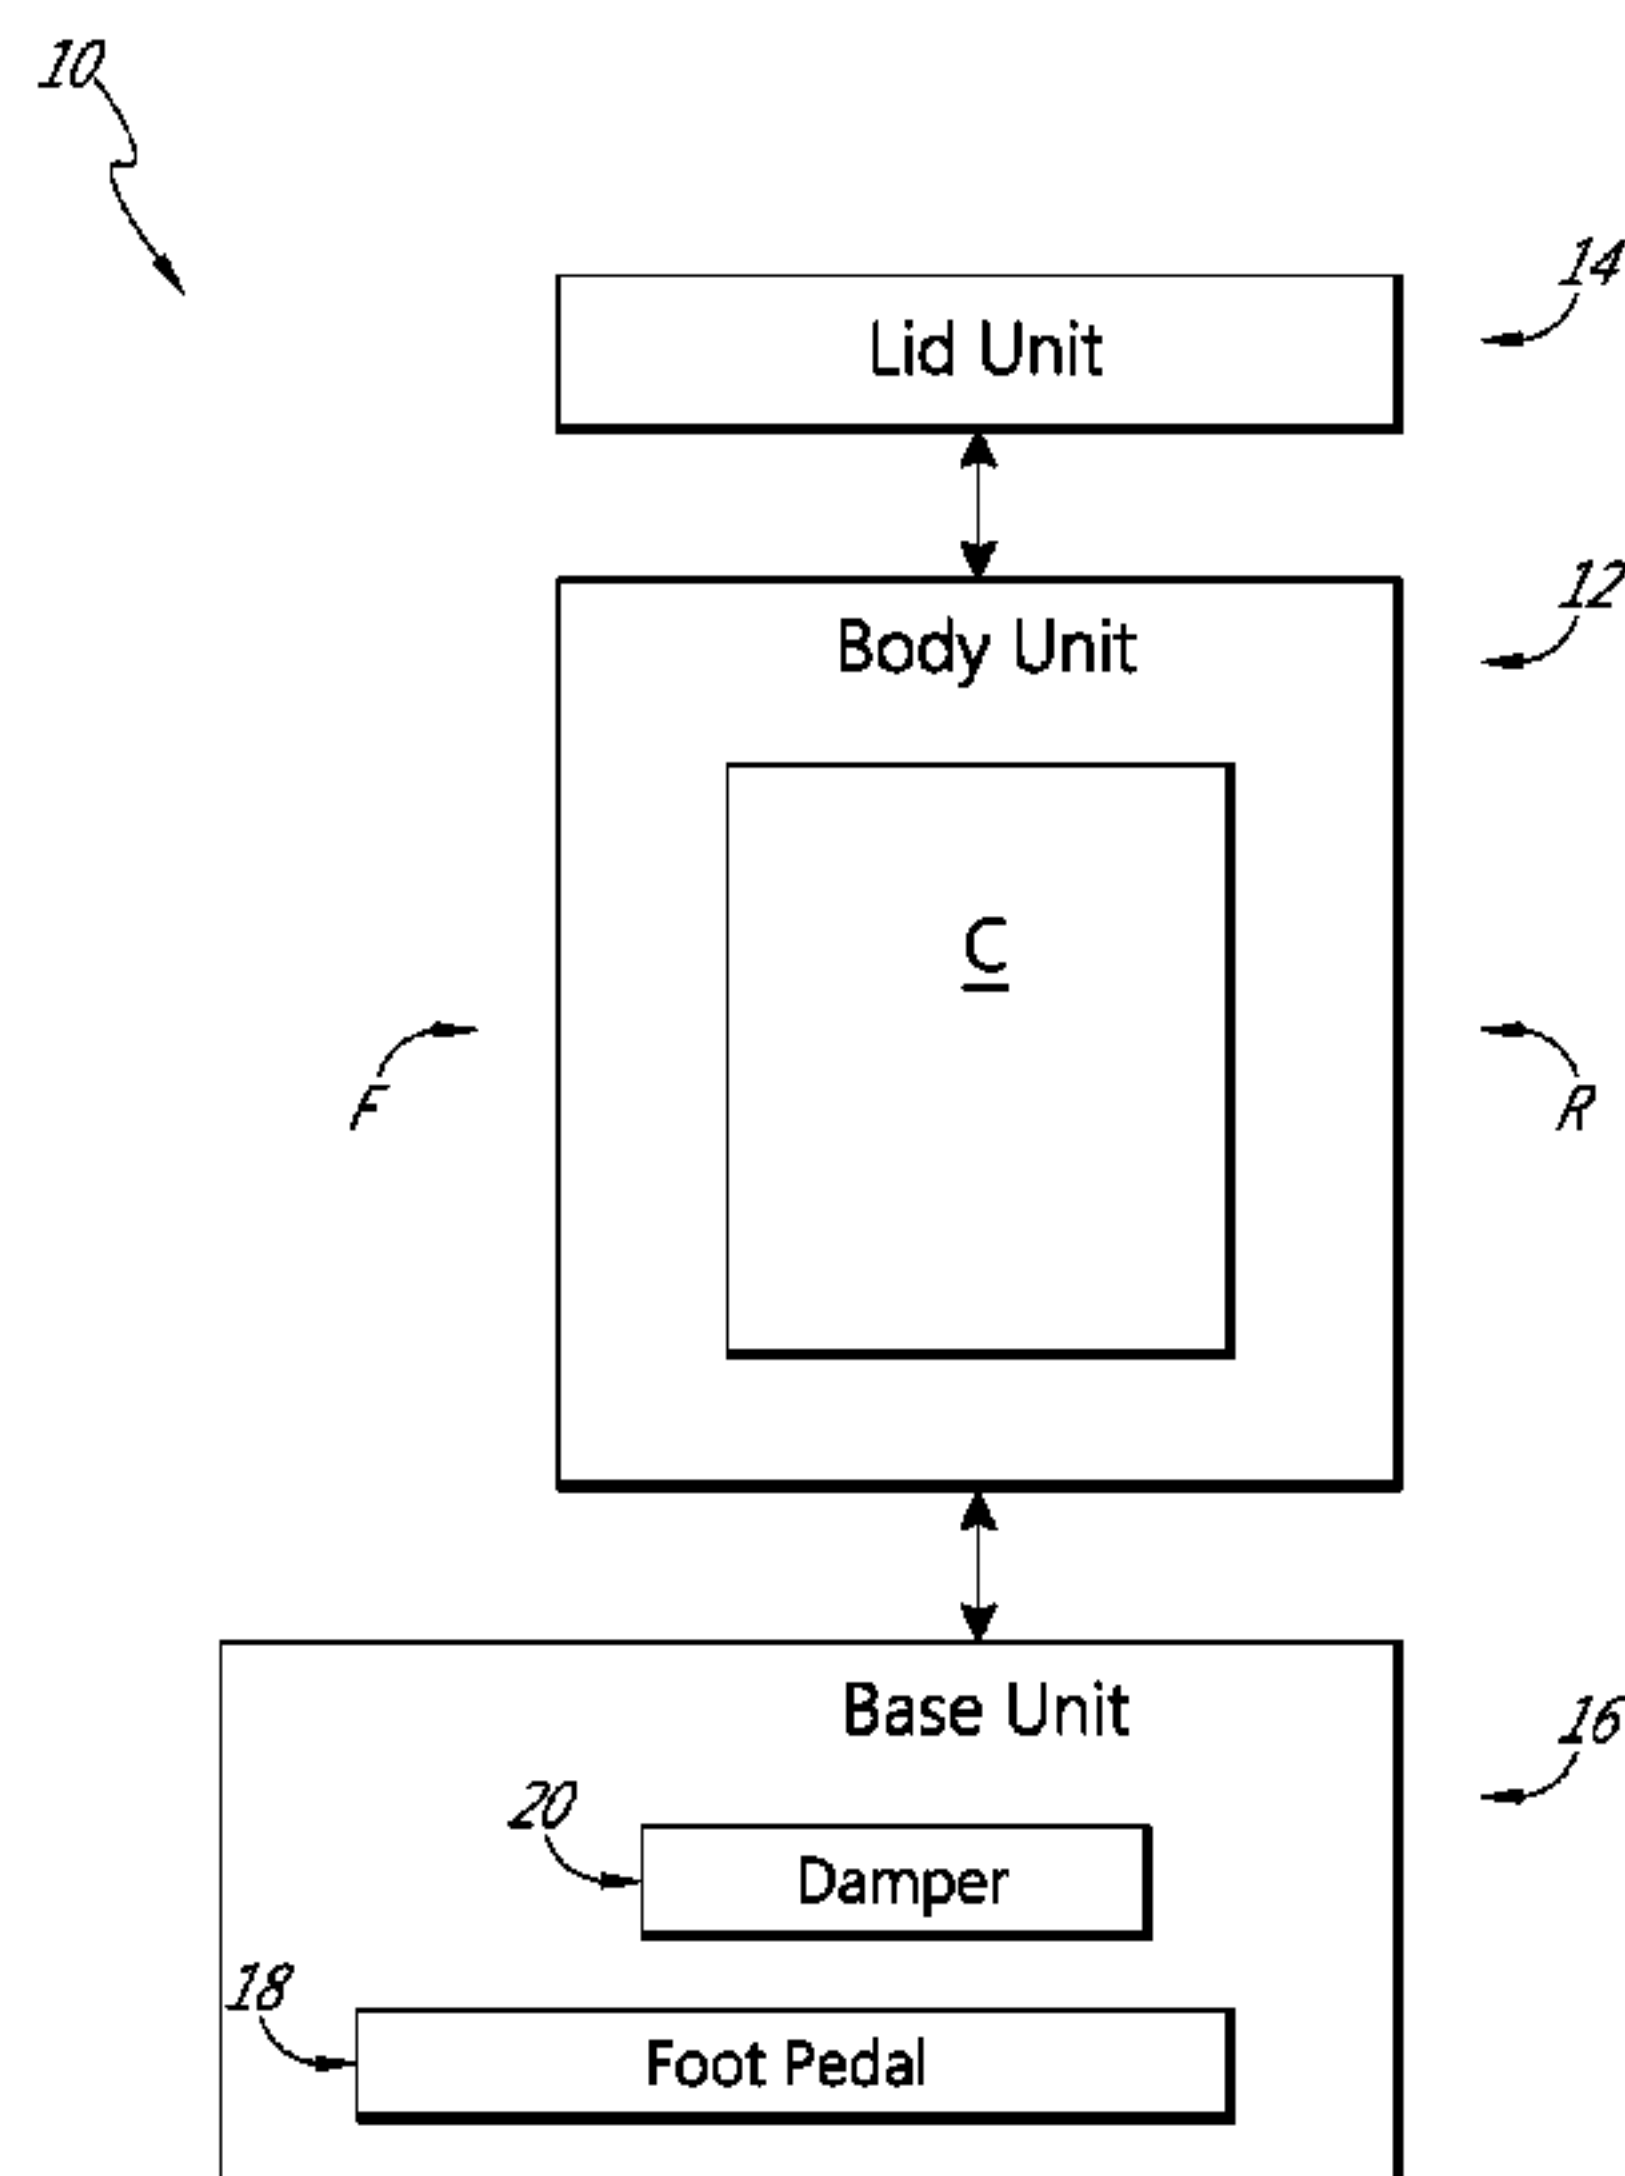 10
14
Lid Unit
12
Body Unit
C
F
R
Base Unit
16
20
Damper
18
Foot Pedal